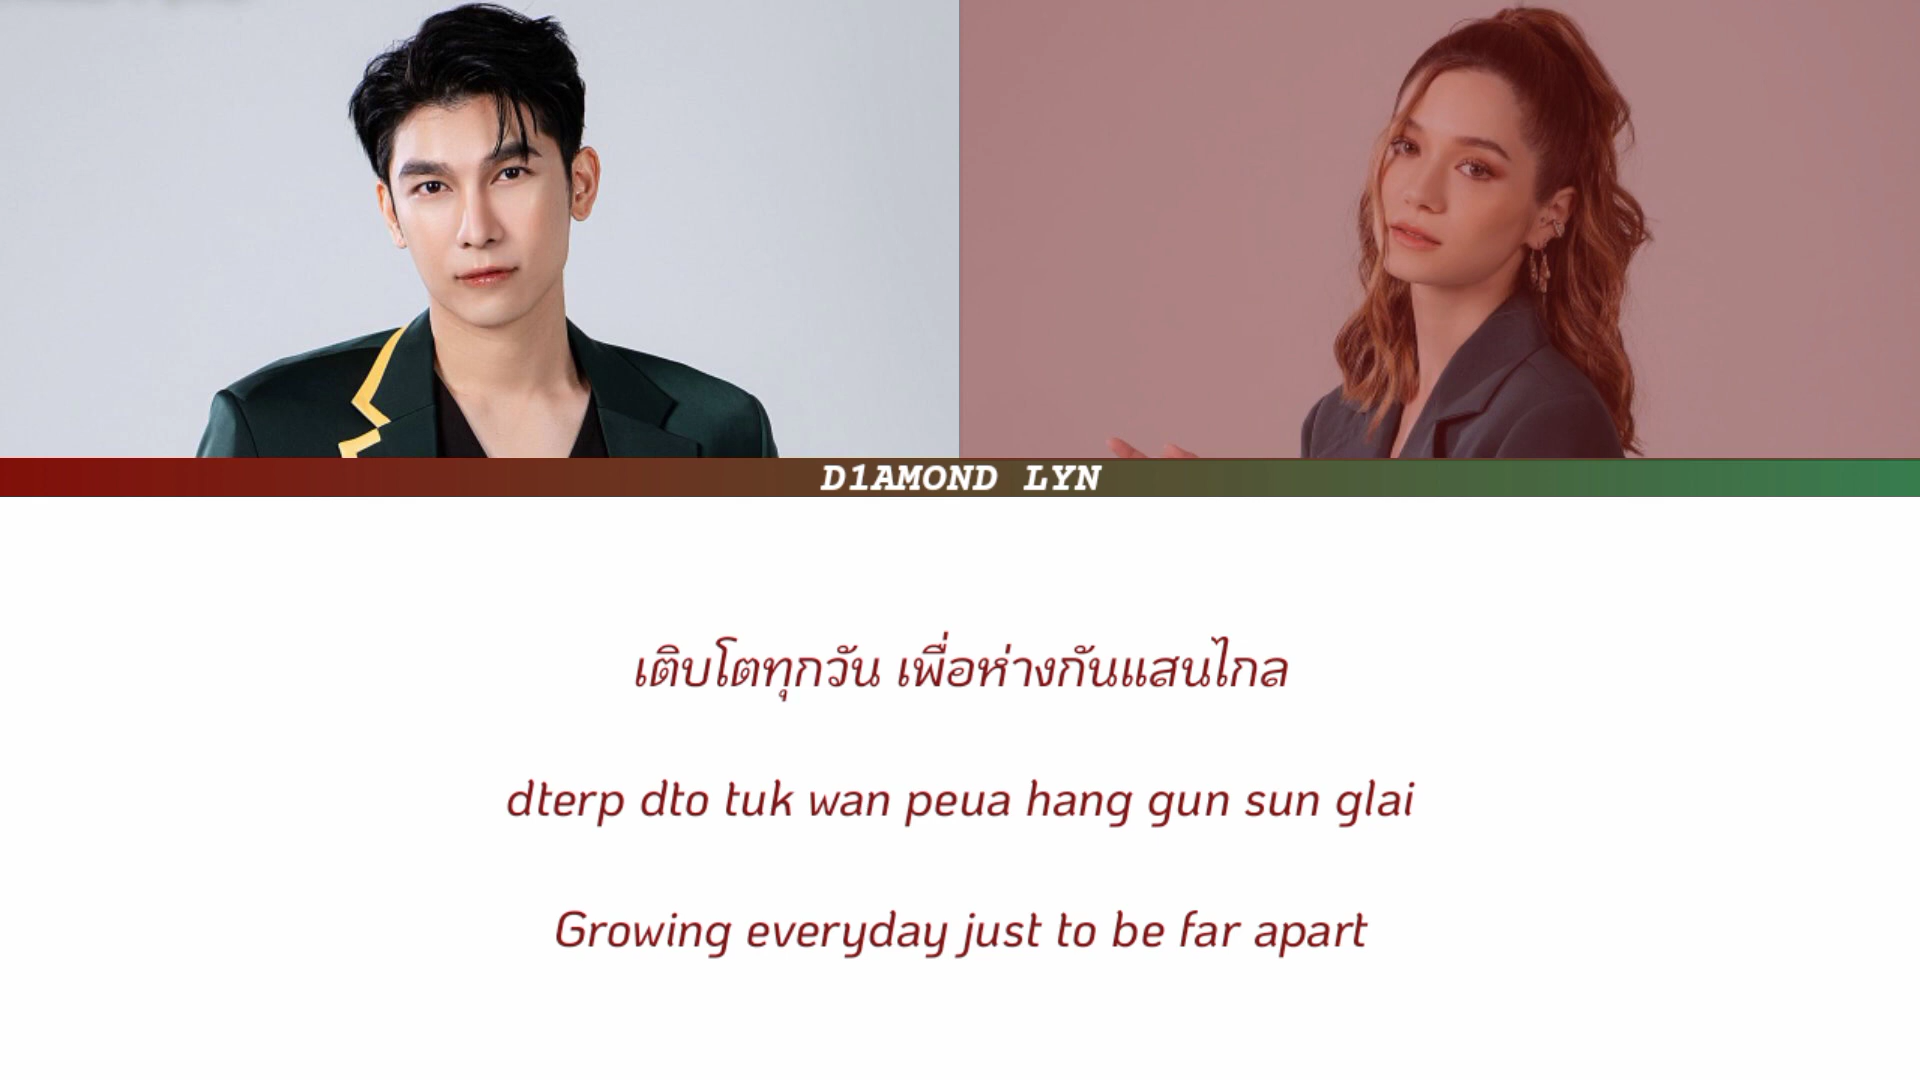 D1AMOND LYN
เติบโตทุกวัน เพื่อห่างกันแสนไกล
dterp dto tuk wan peua hang gun sun glai
Growing everyday just to be far apart